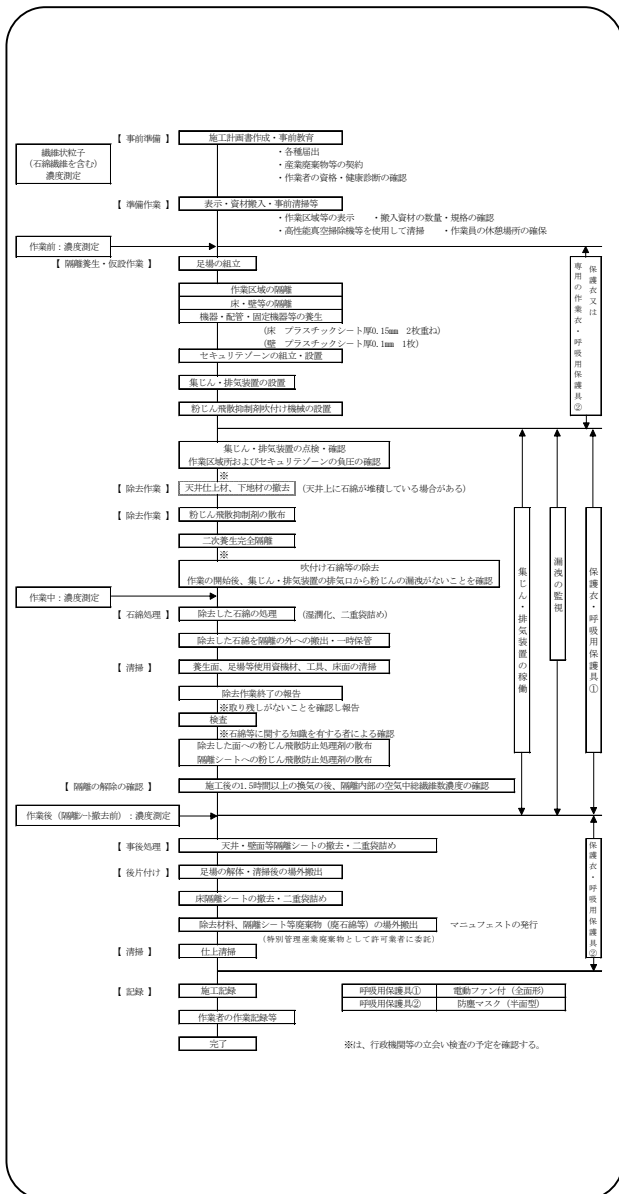 【 事前準備 】
施工計画書作成・事前教育
繊維状粒子
(石綿繊維を含む)
濃度測定
・各種届出
・産業廃棄物等の契約
・作業者の資格・健康診断の確認
【 準備作業 】
表示・資材搬入・事前清掃等
・作業区域等の表示 ・搬入資材の数量・規格の確認
・高性能真空掃除機等を使用して清掃 ・作業員の休憩場所の確保
作業前：濃度測定
【 隔離養生・仮設作業 】
足場の組立
作業区域の隔離
床・壁等の隔離
機器・配管・固定機器等の養生
(床 プラスチックシート厚0.15㎜ 2枚重ね)
(壁 プラスチックシート厚0.1㎜ 1枚)
セキュリテゾーンの組立・設置
集じん・排気装置の設置
粉じん飛散抑制剤吹付け機械の設置
保護衣又は
専用の作業衣・呼吸用保護具②
集じん・排気装置の点検・確認
作業区域所およびセキュリテゾーンの負圧の確認
※
【 除去作業 】
天井仕上材、下地材の撤去
(天井上に石綿が堆積している場合がある)
【 除去作業 】
粉じん飛散抑制剤の散布
二次養生完全隔離
※
吹付け石綿等の除去
作業の開始後、集じん・排気装置の排気口から粉じんの漏洩がないことを確認
作業中：濃度測定
【 石綿処理 】
除去した石綿の処理
(湿潤化、二重袋詰め)
除去した石綿を隔離の外への搬出・一時保管
【 清掃 】
養生面、足場等使用資機材、工具、床面の清掃
除去作業終了の報告
※取り残しがないことを確認し報告
検査
※石綿等に関する知識を有する者による確認
除去した面への粉じん飛散防止処理剤の散布
隔離シートへの粉じん飛散防止処理剤の散布
【 隔離の解除の確認 】
施工後の1.5時間以上の換気の後、隔離内部の空気中総繊維数濃度の確認
集じん・排気装置の稼働
漏洩の監視
保護衣・呼吸用保護具①
作業後（隔離シート撤去前）：濃度測定
【 事後処理 】
天井・壁面等隔離シートの撤去・二重袋詰め
【 後片付け 】
足場の解体・清掃後の場外搬出
床隔離シートの撤去・二重袋詰め
除去材料、隔離シート等廃棄物（廃石綿等）の場外搬出
マニュフェストの発行
(特別管理産業廃棄物として許可業者に委託)
【 清掃 】
仕上清掃
保護衣・呼吸用保護具②
【 記録 】
施工記録
呼吸用保護具① 電動ファン付（全面形）
呼吸用保護具② 防塵マスク（半面型）
作業者の作業記録等
完了
※は、行政機関等の立会い検査の予定を確認する。